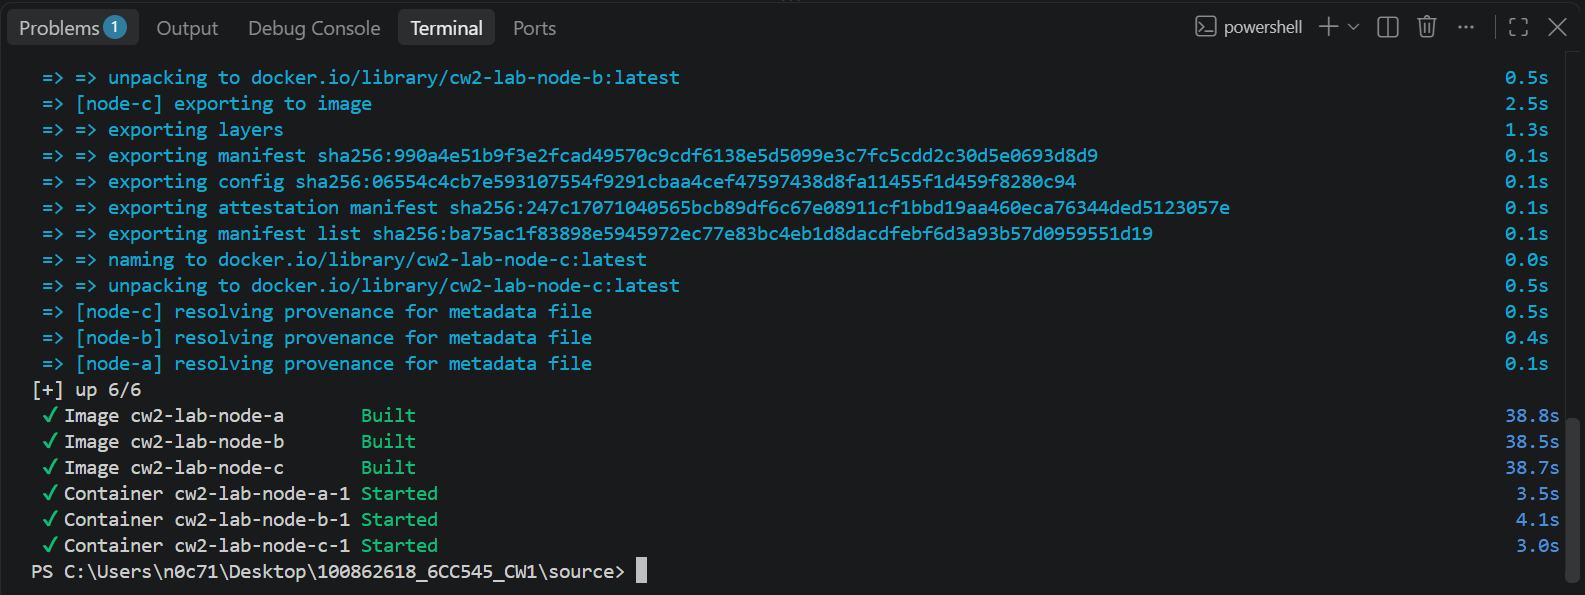 Problems 1 Output Debug Console Terminal Ports powershell
=> => unpacking to docker.io/library/cw2-lab-node-b:latest 0.5s
=> [node-c] exporting to image 2.5s
=> => exporting layers 1.3s
=> => exporting manifest sha256:990a4e51b9f3e2fcad49570c9cdf6138e5d5099e3c7fc5cdd2c30d5e0693d8d9 0.1s
=> => exporting config sha256:06554c4cb7e593107554f9291cbaa4cef47597438d8fa11455f1d459f8280c94 0.1s
=> => exporting attestation manifest sha256:247c17071040565bcb89df6c67e08911cf1bbd19aa460eca76344ded5123057e 0.1s
=> => exporting manifest list sha256:ba75ac1f83898e5945972ec77e83bc4eb1d8dacdfebf6d3a93b57d0959551d19 0.1s
=> => naming to docker.io/library/cw2-lab-node-c:latest 0.0s
=> => unpacking to docker.io/library/cw2-lab-node-c:latest 0.5s
=> [node-c] resolving provenance for metadata file 0.5s
=> [node-b] resolving provenance for metadata file 0.4s
=> [node-a] resolving provenance for metadata file 0.1s
[+] up 6/6
✓ Image cw2-lab-node-a Built 38.8s
✓ Image cw2-lab-node-b Built 38.5s
✓ Image cw2-lab-node-c Built 38.7s
✓ Container cw2-lab-node-a-1 Started 3.5s
✓ Container cw2-lab-node-b-1 Started 4.1s
✓ Container cw2-lab-node-c-1 Started 3.0s
PS C:\Users\n0c71\Desktop\100862618_6CC545_CW1\source>